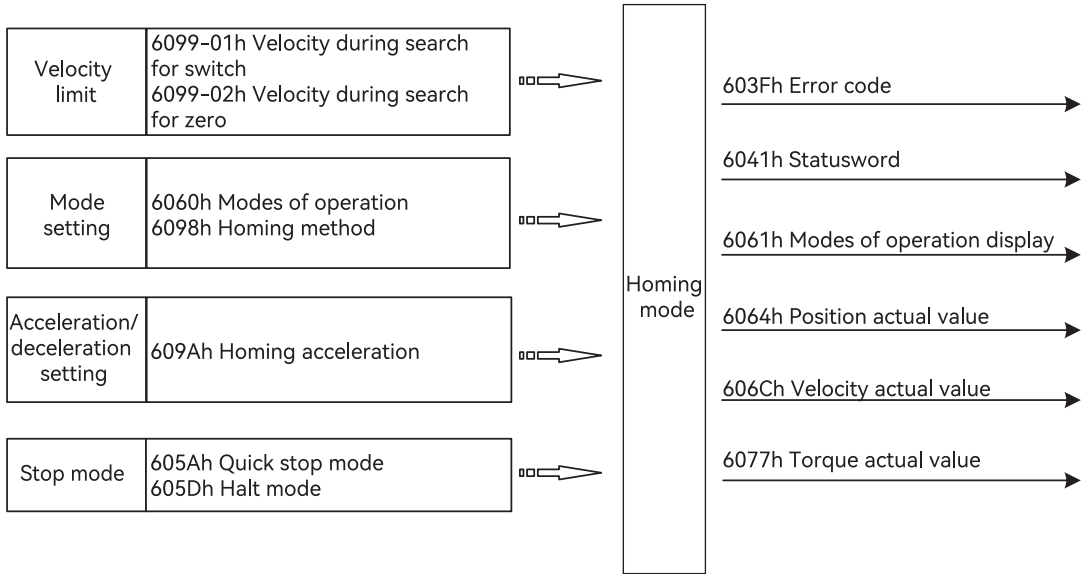 Velocity
limit
6099-01h Velocity during search
for switch
6099-02h Velocity during search
for zero
Mode
setting
6060h Modes of operation
6098h Homing method
Acceleration/
deceleration
setting
609Ah Homing acceleration
Stop mode
605Ah Quick stop mode
605Dh Halt mode
Homing
mode
603Fh Error code
6041h Statusword
6061h Modes of operation display
6064h Position actual value
606Ch Velocity actual value
6077h Torque actual value